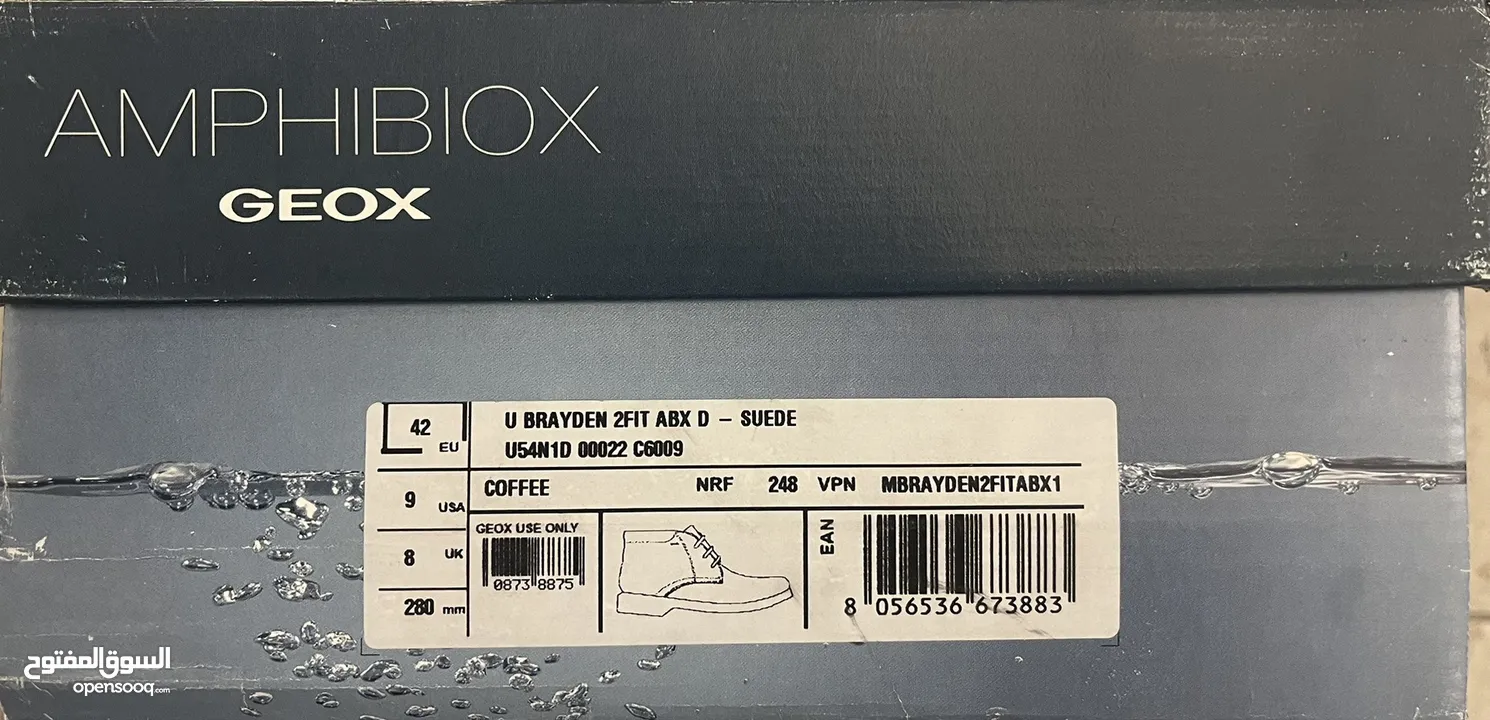 AMPHIBIOX
GEOX
42 EU
U BRAYDEN 2FIT ABX D – SUEDE
U54N1D 00022 C6009
9 USA
COFFEE NRF 248 VPN MBRAYDEN2FITABX1
8 UK
280 mm
GEOX USE ONLY
0873 8875
EAN
8 056536 673883
السوق المفتوح
opensooq.com